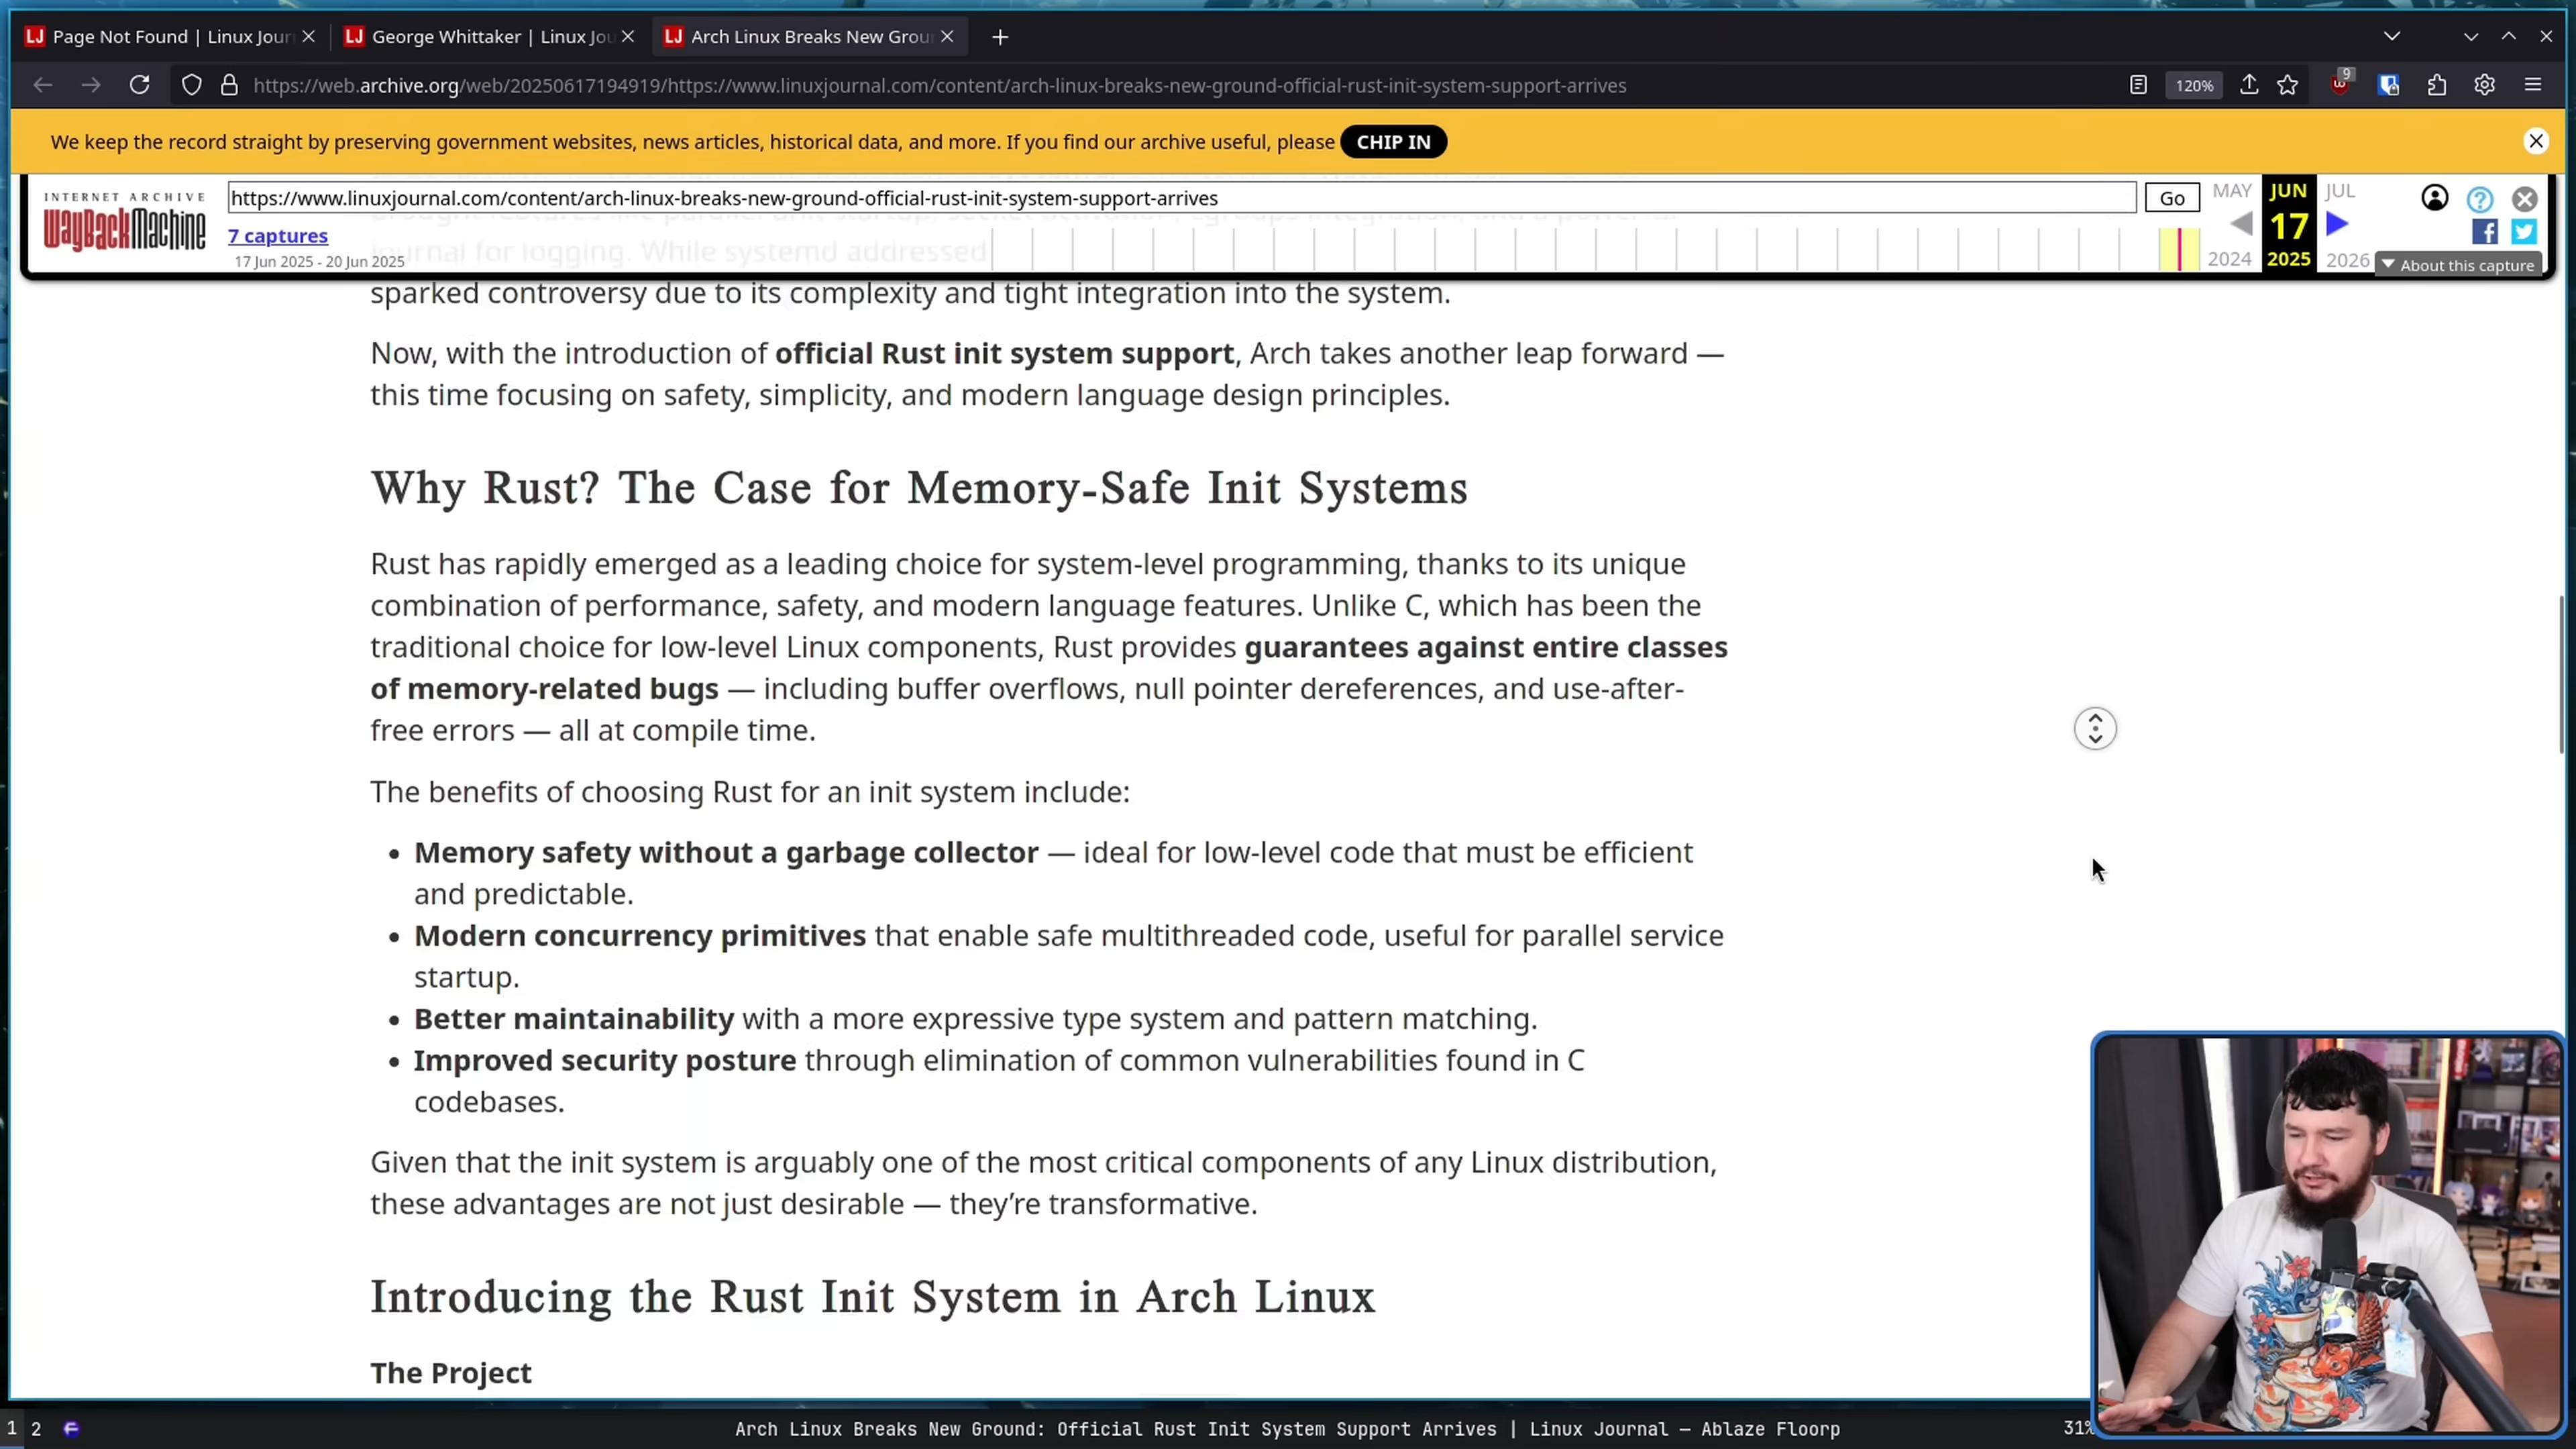 Page Not Found | Linux Jour
George Whittaker | Linux Jou
Arch Linux Breaks New Groun
https://web.archive.org/web/20250617194919/https://www.linuxjournal.com/content/arch-linux-breaks-new-ground-official-rust-init-system-support-arrives
120%
9
We keep the record straight by preserving government websites, news articles, historical data, and more. If you find our archive useful, please CHIP IN
INTERNET ARCHIVE
WayBackMachine
https://www.linuxjournal.com/content/arch-linux-breaks-new-ground-official-rust-init-system-support-arrives
Go
MAY JUN JUL
17
2024 2025 2026
7 captures
17 Jun 2025 - 20 Jun 2025
About this capture
journal for logging. While systemd addressed
sparked controversy due to its complexity and tight integration into the system.
Now, with the introduction of official Rust init system support, Arch takes another leap forward —
this time focusing on safety, simplicity, and modern language design principles.
Why Rust? The Case for Memory-Safe Init Systems
Rust has rapidly emerged as a leading choice for system-level programming, thanks to its unique
combination of performance, safety, and modern language features. Unlike C, which has been the
traditional choice for low-level Linux components, Rust provides guarantees against entire classes
of memory-related bugs — including buffer overflows, null pointer dereferences, and use-after-
free errors — all at compile time.
The benefits of choosing Rust for an init system include:
• Memory safety without a garbage collector — ideal for low-level code that must be efficient
and predictable.
• Modern concurrency primitives that enable safe multithreaded code, useful for parallel service
startup.
• Better maintainability with a more expressive type system and pattern matching.
• Improved security posture through elimination of common vulnerabilities found in C
codebases.
Given that the init system is arguably one of the most critical components of any Linux distribution,
these advantages are not just desirable — they’re transformative.
Introducing the Rust Init System in Arch Linux
The Project
1 2
Arch Linux Breaks New Ground: Official Rust Init System Support Arrives | Linux Journal — Ablaze Floorp
31%